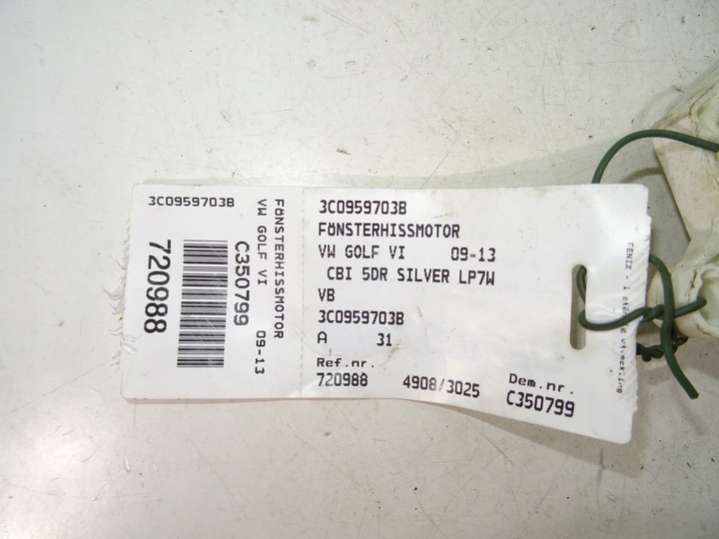 3C0959703B
FÖNSTERHISSMOTOR
VW GOLF VI 09-13
C350799
720988
3C0959703B
FÖNSTERHISSMOTOR
VW GOLF VI 09-13
CBI 5DR SILVER LP7W
VB
3C0959703B
A 31
Ref.nr. Dem.nr.
720988 4908/3025 C350799
FENIX - i